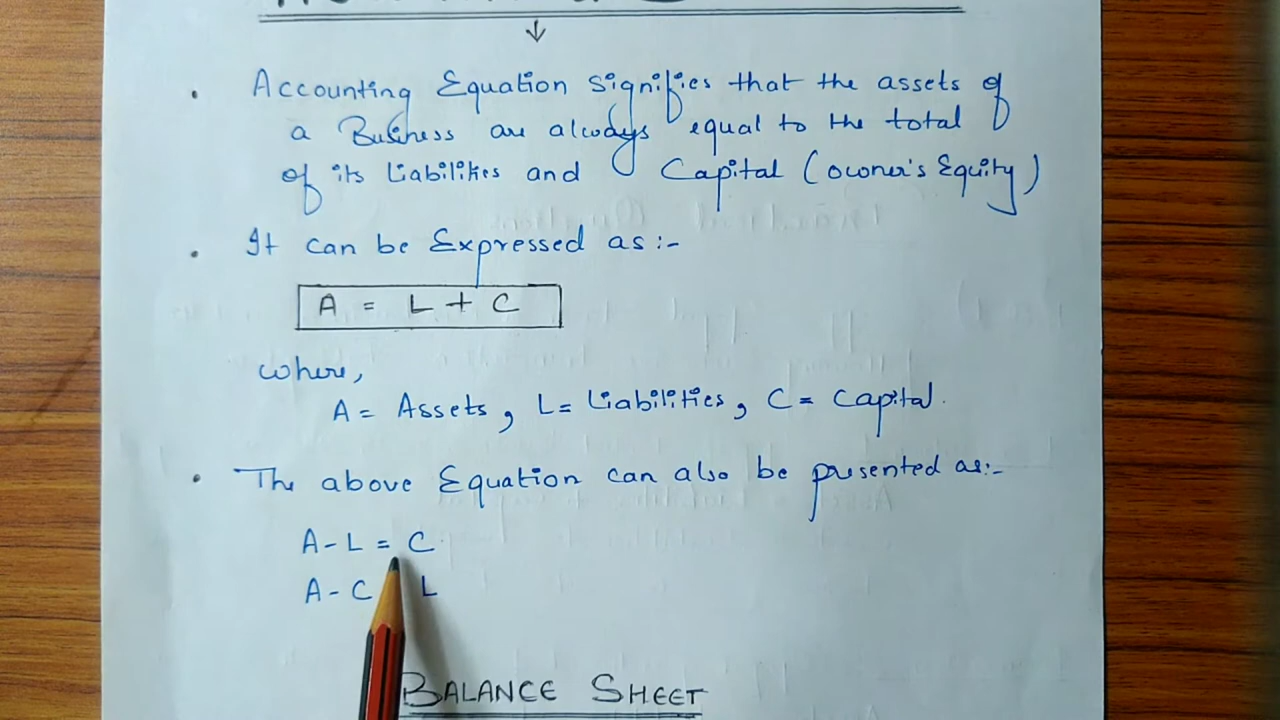 Accounting Equation signifies that the assets of
a Business are always equal to the total
of its Liabilities and Capital (owner's Equity)
It can be Expressed as:-
A = L + C
where,
A = Assets, L = Liabilities, C = Capital.
The above Equation can also be presented as:-
A - L = C
A - C L
BALANCE SHEET